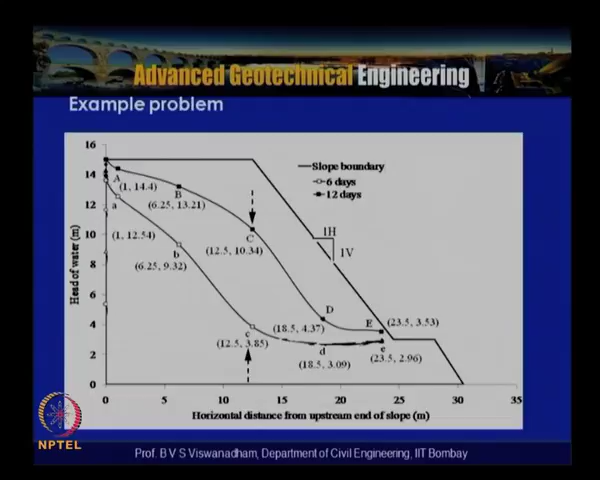 Advanced Geotechnical Engineering
Example problem
16
14
12
10
8
6
4
2
0
Head of water (m)
Slope boundary
6 days
12 days
A
(1, 14.4)
B
(6.25, 13.21)
a
(1, 12.54)
b
(6.25, 9.32)
C
(12.5, 10.34)
1H
1V
D
(18.5, 4.37)
E
(23.5, 3.53)
c
(12.5, 3.85)
d
(18.5, 3.09)
e
(23.5, 2.96)
0
5
10
15
20
25
30
35
Horizontal distance from upstream end of slope (m)
NPTEL
Prof. B V S Viswanadham, Department of Civil Engineering, IIT Bombay